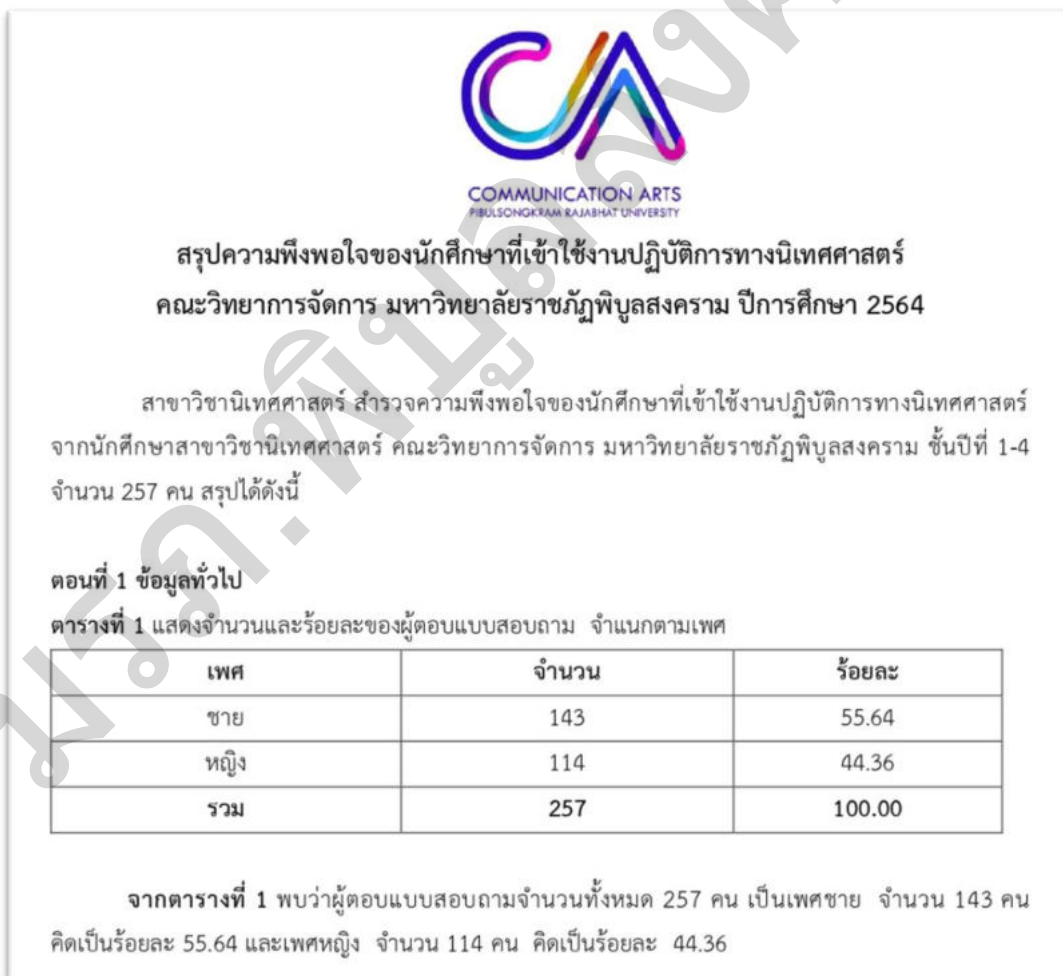 CA
COMMUNICATION ARTS
PIBULSONGKRAM RAJABHAT UNIVERSITY
สรุปความพึงพอใจของนักศึกษาที่เข้าใช้งานปฏิบัติการทางนิเทศศาสตร์
คณะวิทยาการจัดการ มหาวิทยาลัยราชภัฏพิบูลสงคราม ปีการศึกษา 2564
สาขาวิชานิเทศศาสตร์ สำรวจความพึงพอใจของนักศึกษาที่เข้าใช้งานปฏิบัติการทางนิเทศศาสตร์
จากนักศึกษาสาขาวิชานิเทศศาสตร์ คณะวิทยาการจัดการ มหาวิทยาลัยราชภัฏพิบูลสงคราม ชั้นปีที่ 1-4
จำนวน 257 คน สรุปได้ดังนี้
ตอนที่ 1 ข้อมูลทั่วไป
ตารางที่ 1 แสดงจำนวนและร้อยละของผู้ตอบแบบสอบถาม จำแนกตามเพศ
เพศ จำนวน ร้อยละ
ชาย 143 55.64
หญิง 114 44.36
รวม 257 100.00
จากตารางที่ 1 พบว่าผู้ตอบแบบสอบถามจำนวนทั้งหมด 257 คน เป็นเพศชาย จำนวน 143 คน
คิดเป็นร้อยละ 55.64 และเพศหญิง จำนวน 114 คน คิดเป็นร้อยละ 44.36